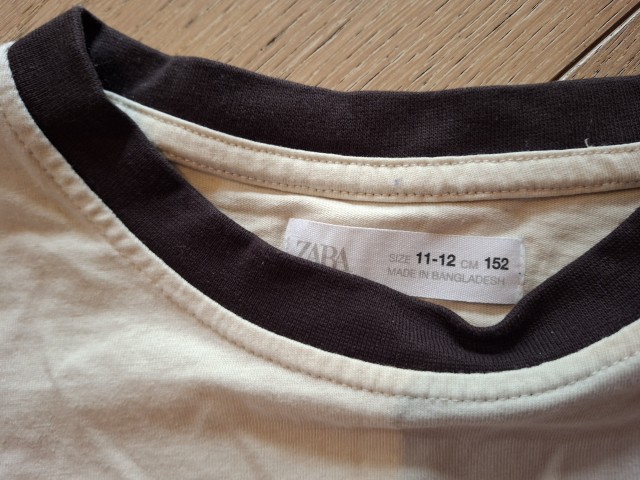 ZARA
SIZE 11-12 CM 152
MADE IN BANGLADESH